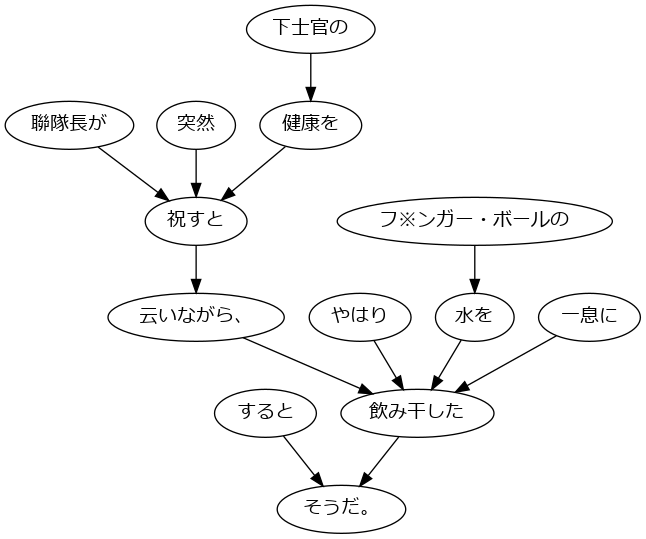 下士官の
聯隊長が
突然
健康を
祝すと
フ※ンガー・ボールの
云いながら、
やはり
水を
一息に
すると
飲み干した
そうだ。